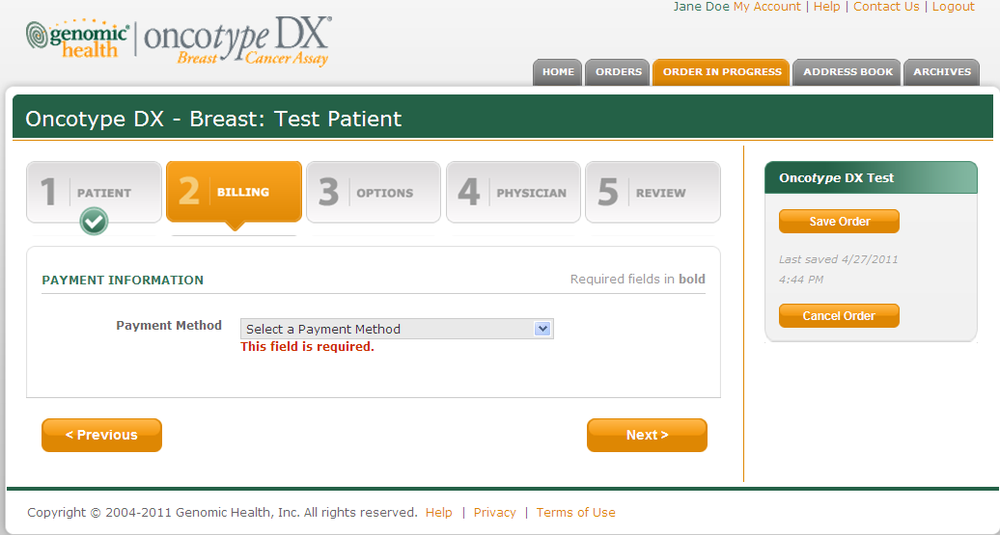 Jane Doe My Account | Help | Contact Us | Logout
genomic health | oncotype DX®
Breast Cancer Assay
HOME ORDERS ORDER IN PROGRESS ADDRESS BOOK ARCHIVES
Oncotype DX - Breast: Test Patient
1 PATIENT 2 BILLING 3 OPTIONS 4 PHYSICIAN 5 REVIEW
PAYMENT INFORMATION Required fields in bold
Payment Method Select a Payment Method
This field is required.
< Previous Next >
Oncotype DX Test
Save Order
Last saved 4/27/2011
4:44 PM
Cancel Order
Copyright © 2004-2011 Genomic Health, Inc. All rights reserved. Help | Privacy | Terms of Use